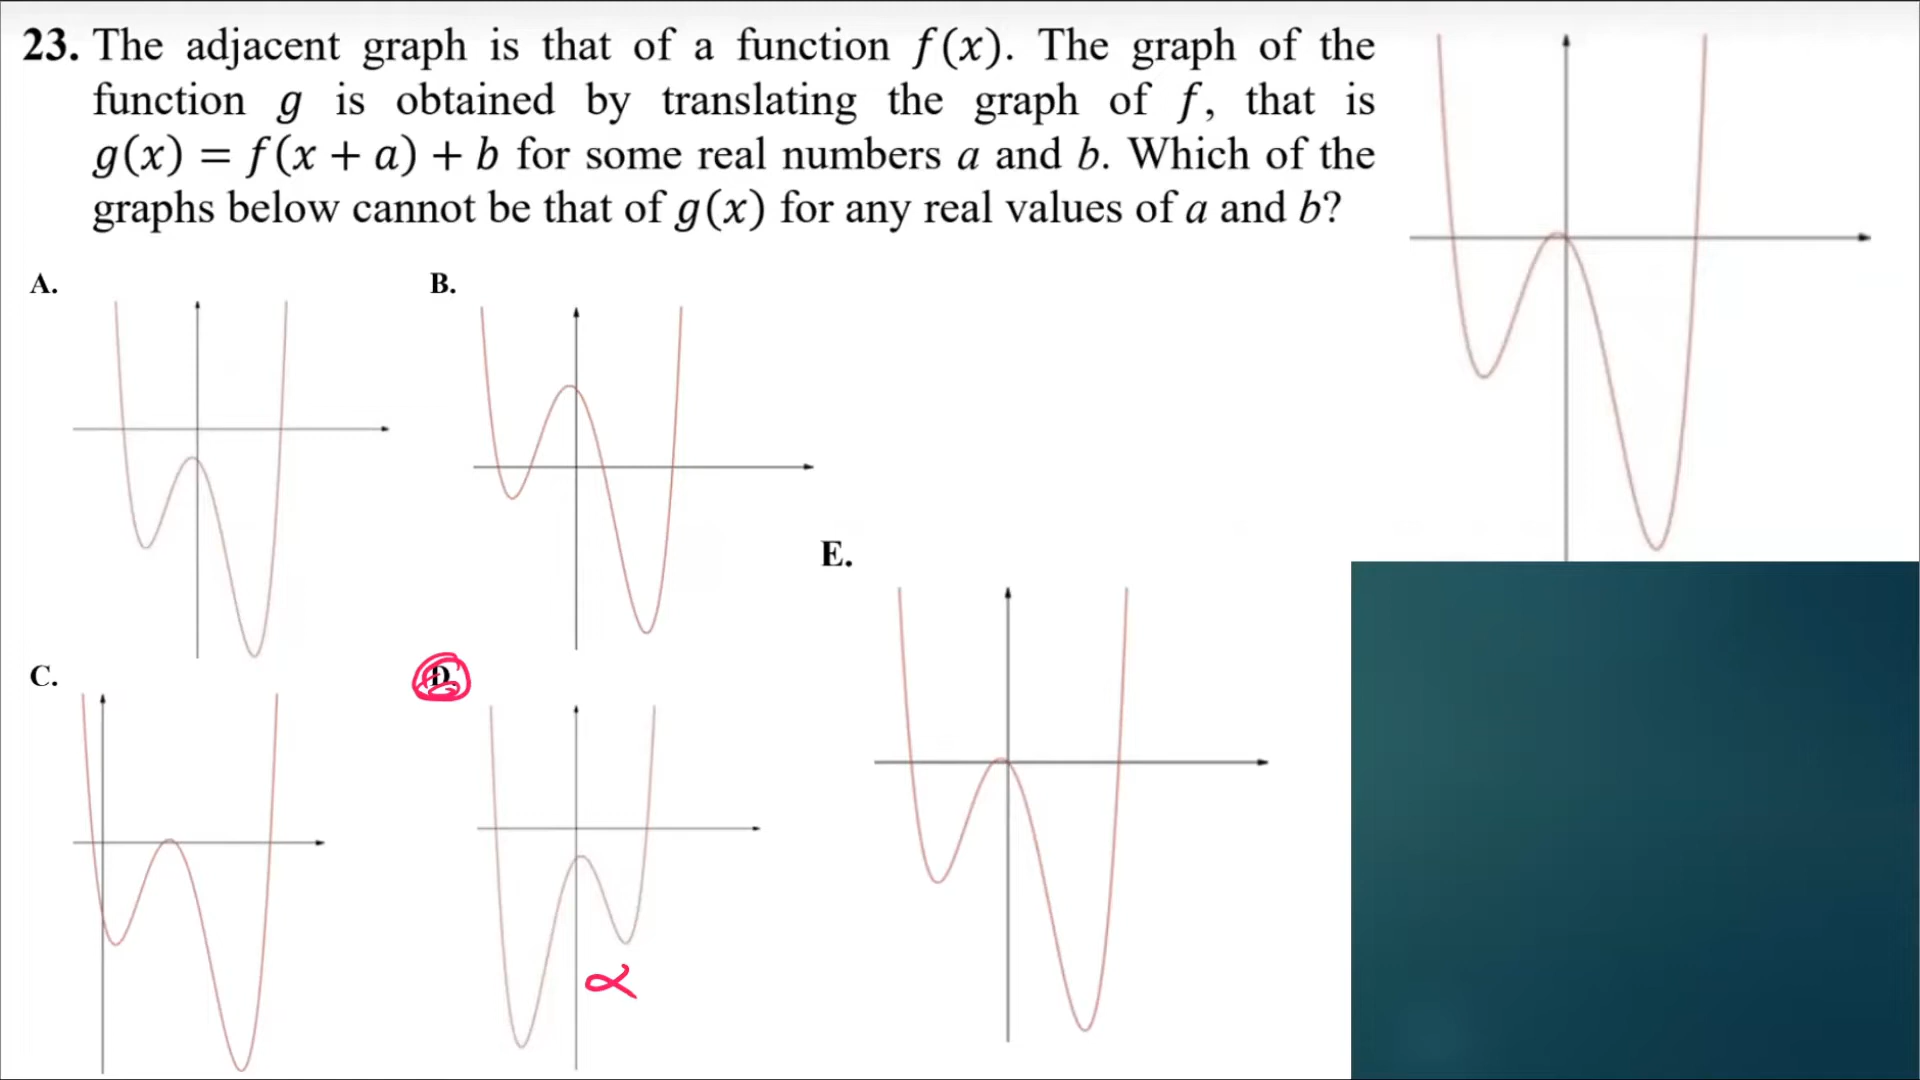 23. The adjacent graph is that of a function f(x). The graph of the
function g is obtained by translating the graph of f, that is
g(x) = f(x + a) + b for some real numbers a and b. Which of the
graphs below cannot be that of g(x) for any real values of a and b?
A.
B.
E.
C.
D.
α